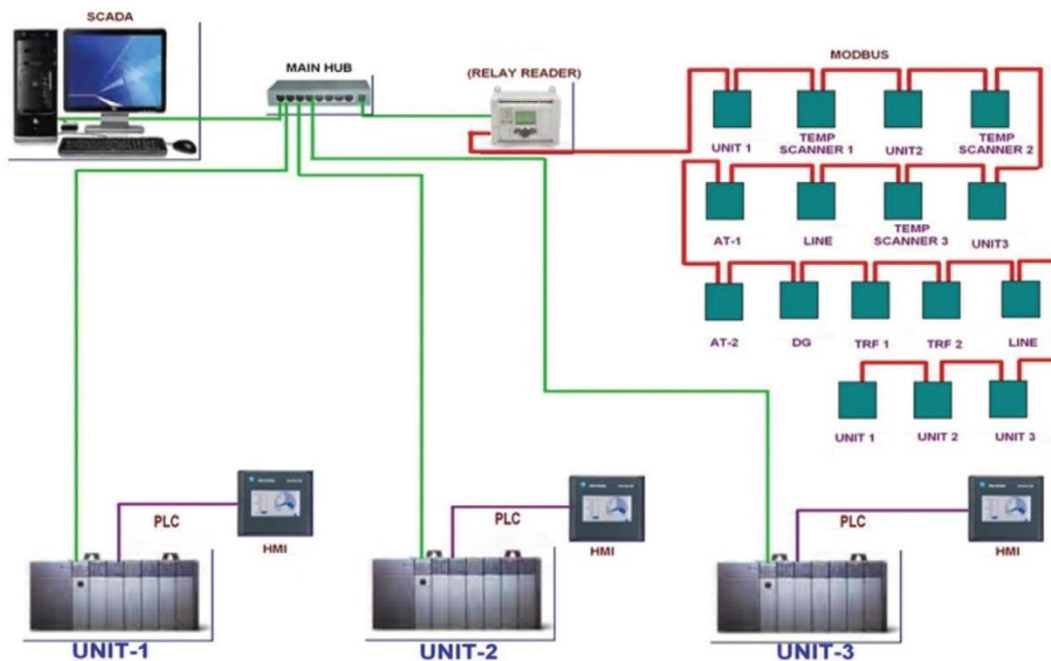 SCADA
MAIN HUB
(RELAY READER)
MODBUS
UNIT 1
TEMP
SCANNER 1
UNIT2
TEMP
SCANNER 2
AT-1
LINE
TEMP
SCANNER 3
UNIT3
AT-2
DG
TRF 1
TRF 2
LINE
UNIT 1
UNIT 2
UNIT 3
PLC
HMI
PLC
HMI
PLC
HMI
UNIT-1
UNIT-2
UNIT-3